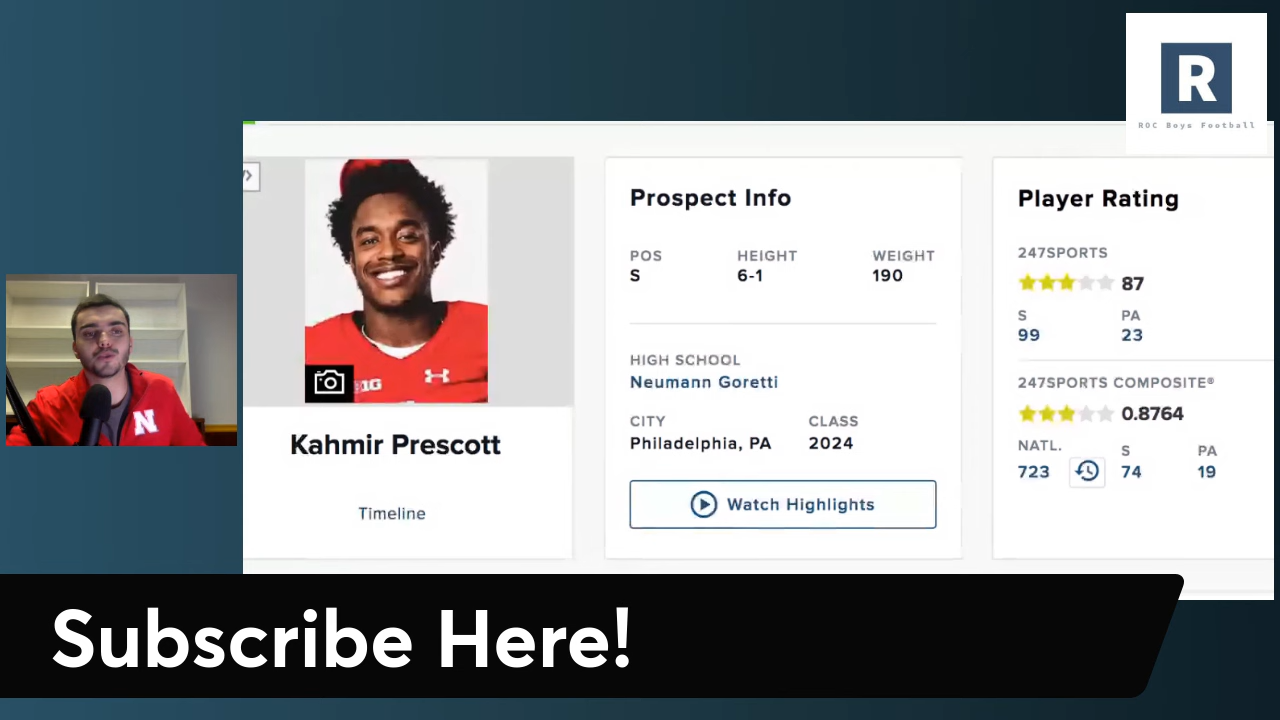 R
ROC Boys Football
Prospect Info
POS HEIGHT WEIGHT
S 6-1 190
HIGH SCHOOL
Neumann Goretti
CITY CLASS
Philadelphia, PA 2024
Watch Highlights
Player Rating
247SPORTS
87
S PA
99 23
247SPORTS COMPOSITE®
0.8764
NATL. S PA
723 74 19
B1G
Kahmir Prescott
Timeline
N
Subscribe Here!